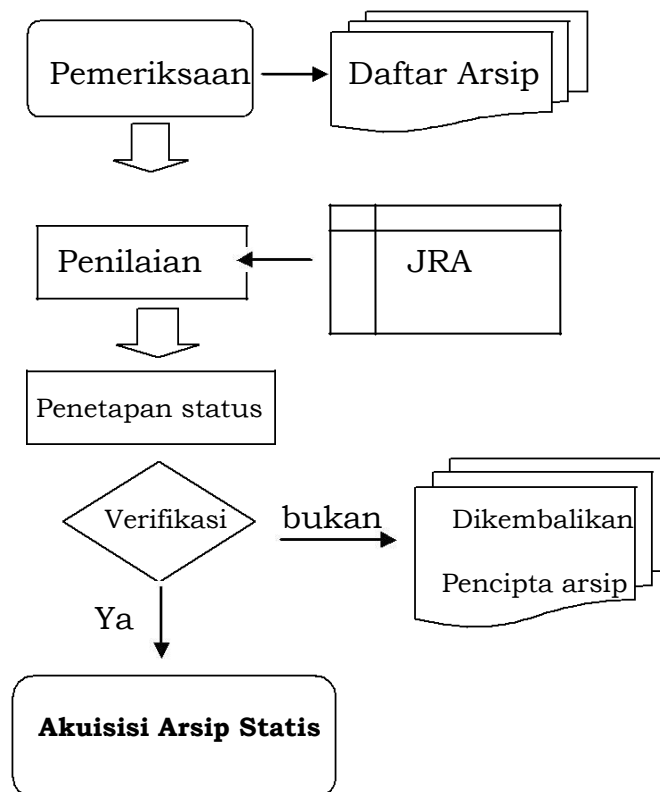 Pemeriksaan
Daftar Arsip
Penilaian
JRA
Penetapan status
Verifikasi
bukan
Dikembalikan
Pencipta arsip
Ya
Akuisisi Arsip Statis